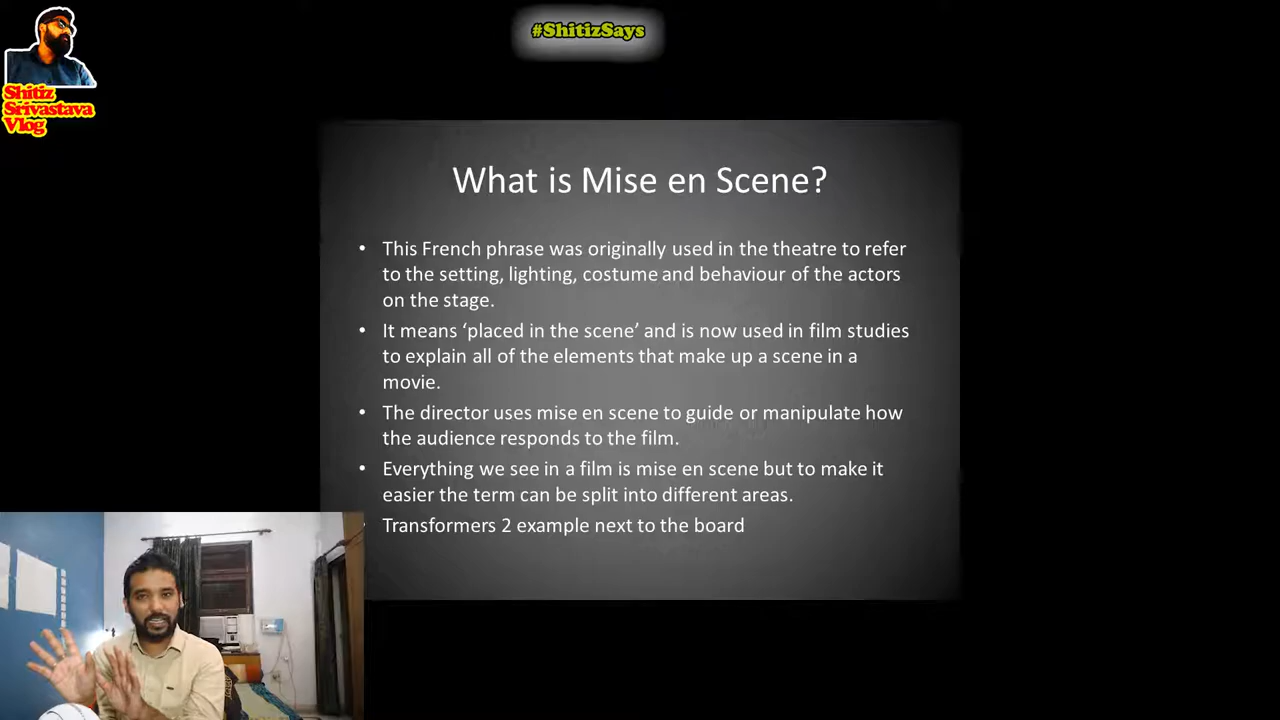 #ShitizSays
Shitiz
Srivastava
Vlog
What is Mise en Scene?
• This French phrase was originally used in the theatre to refer
to the setting, lighting, costume and behaviour of the actors
on the stage.
• It means ‘placed in the scene’ and is now used in film studies
to explain all of the elements that make up a scene in a
movie.
• The director uses mise en scene to guide or manipulate how
the audience responds to the film.
• Everything we see in a film is mise en scene but to make it
easier the term can be split into different areas.
Transformers 2 example next to the board